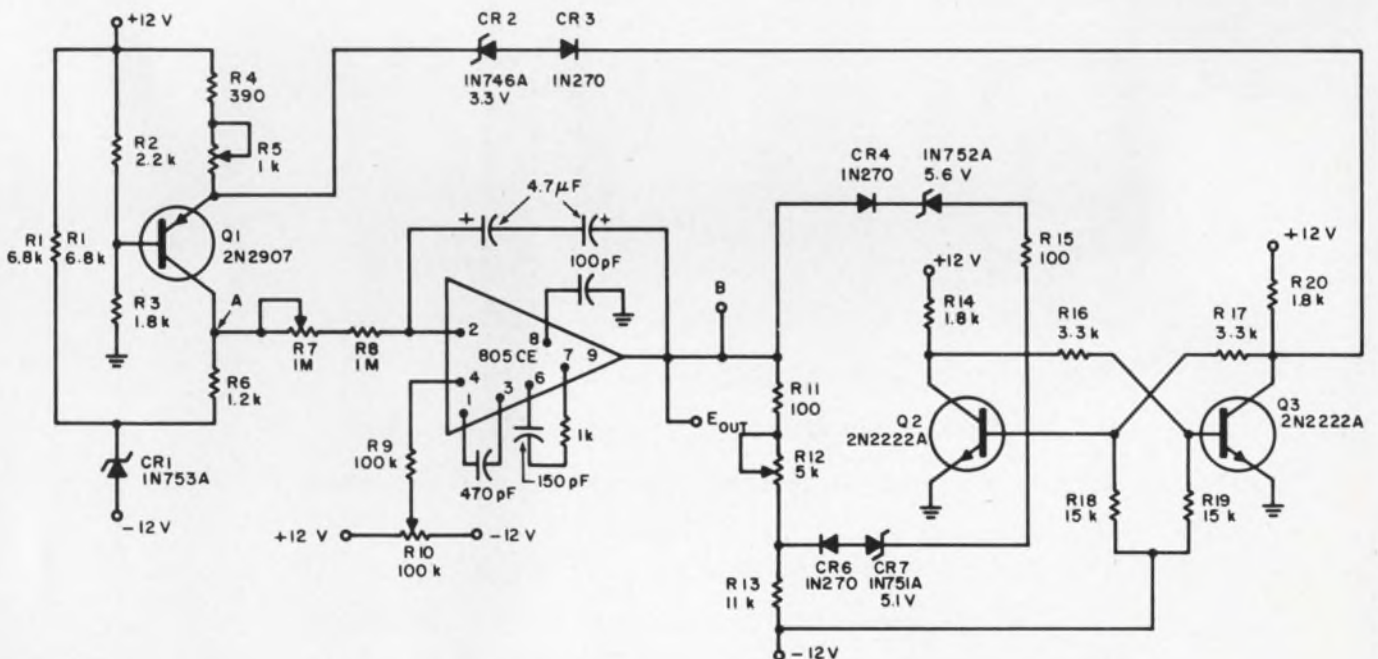 +12 V
CR 2
CR 3
1N746A
3.3 V
1N270
R4
390
R2
2.2 k
R5
1 k
R1
6.8k
R1
6.8k
Q1
2N2907
R3
1.8 k
A
R7
1M
R8
1M
R6
1.2 k
CR1
1N753A
-12 V
+
4.7 µF
+
100 pF
2
8
805 CE
7
9
4
1
3
6
R9
100 k
470 pF
150 pF
1k
+12 V
R10
100 k
-12 V
B
E OUT
CR4
1N270
1N752A
5.6 V
R15
100
R11
100
R12
5 k
R13
11 k
CR6
1N270
CR7
1N751A
5.1 V
-12 V
+12 V
R14
1.8 k
R16
3.3 k
R17
3.3 k
+12 V
R20
1.8 k
Q2
2N2222A
Q3
2N2222A
R18
15 k
R19
15 k